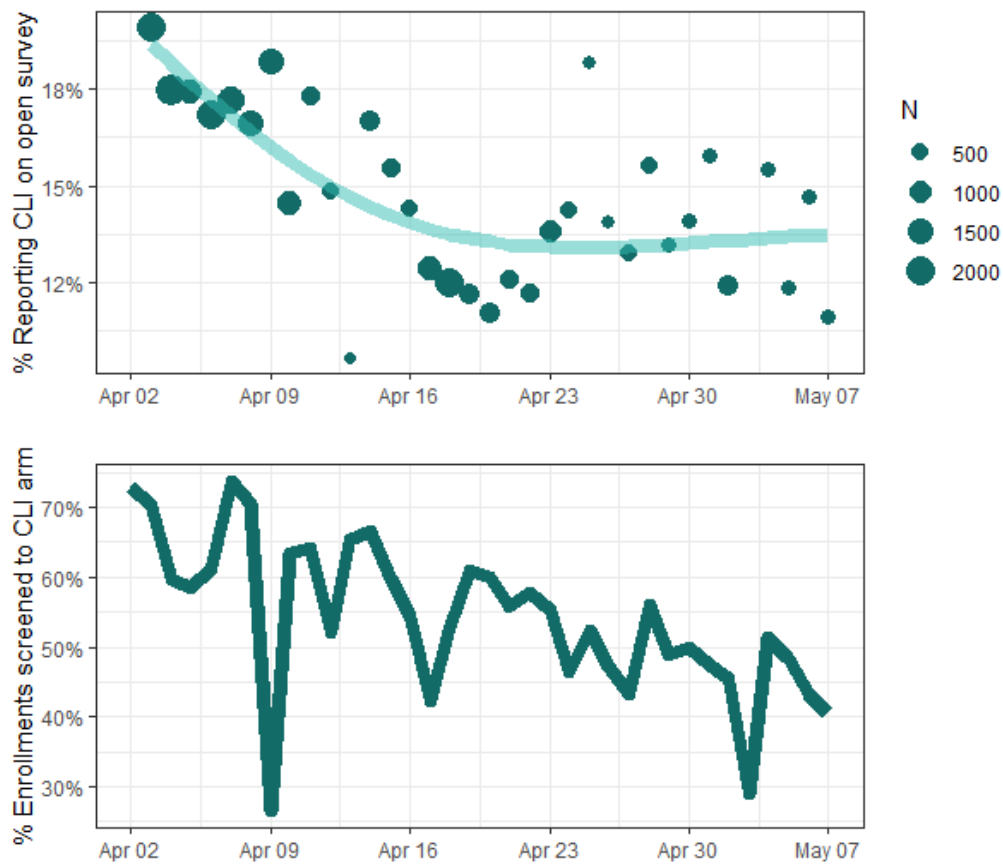 % Reporting CLI on open survey
18%
15%
12%
Apr 02 Apr 09 Apr 16 Apr 23 Apr 30 May 07
N
500
1000
1500
2000
% Enrollments screened to CLI arm
70%
60%
50%
40%
30%
Apr 02 Apr 09 Apr 16 Apr 23 Apr 30 May 07